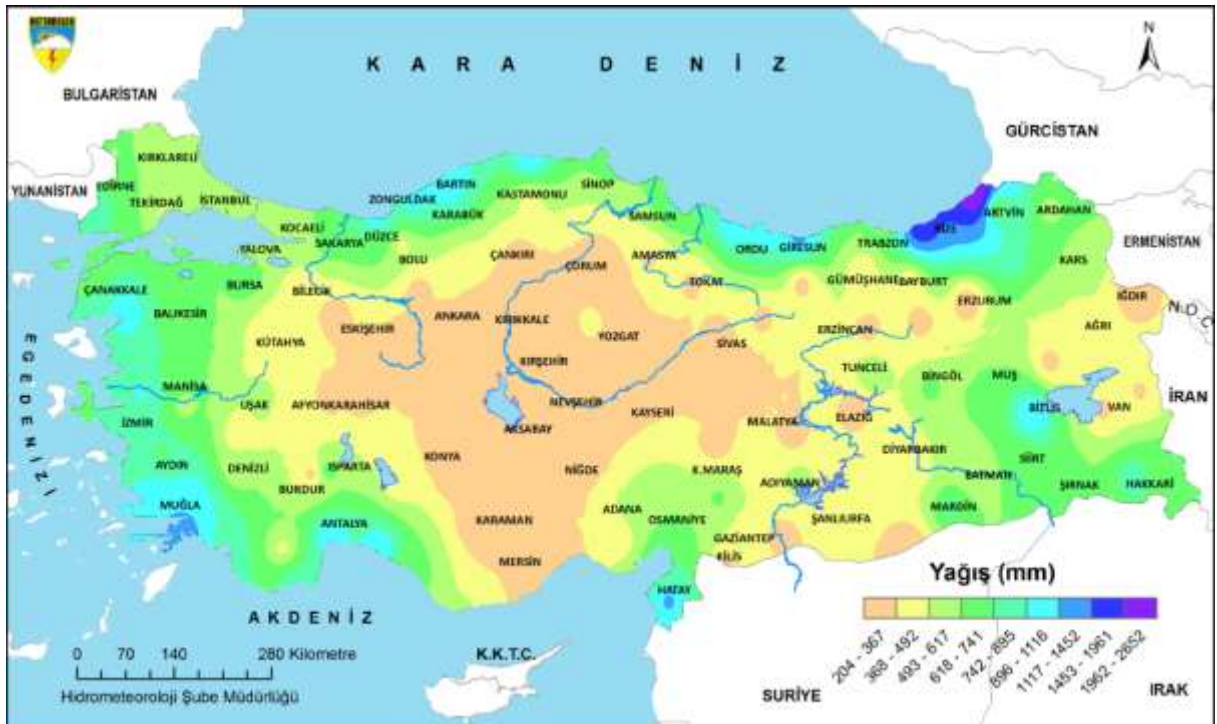 METEOROLOJİ
KARA DENİZ
N
BULGARİSTAN
GÜRCİSTAN
YUNANİSTAN
ERMENİSTAN
N.D.C
İRAN
EGE DENİZİ
AKDENİZ
K.K.T.C.
SURİYE
IRAK
KIRKLARELİ
EDİRNE
TEKİRDAĞ
İSTANBUL
KOCAELİ
YALOVA
SAKARYA
DÜZCE
ZONGULDAK
BARTIN
KARABÜK
KASTAMONU
SİNOP
SAMSUN
ORDU
GİRESUN
TRABZON
RİZE
ARTVİN
ARDAHAN
KARS
ÇANAKKALE
BALIKESİR
BURSA
BİLECİK
BOLU
ÇANKIRI
ÇORUM
AMASYA
TOKAT
GÜMÜŞHANE
BAYBURT
ERZURUM
IĞDIR
AĞRI
KÜTAHYA
ESKİŞEHİR
ANKARA
KIRIKKALE
YOZGAT
SİVAS
ERZİNCAN
TUNCELİ
BİNGÖL
MUŞ
BİTLİS
VAN
MANİSA
UŞAK
AFYONKARAHİSAR
KIRŞEHİR
NEVŞEHİR
AKSARAY
KAYSERİ
MALATYA
ELAZIĞ
DİYARBAKIR
İZMİR
AYDIN
DENİZLİ
ISPARTA
BURDUR
KONYA
NİĞDE
K.MARAŞ
ADIYAMAN
BATMAN
SİİRT
ŞIRNAK
HAKKARİ
MUĞLA
ANTALYA
KARAMAN
MERSİN
ADANA
OSMANİYE
GAZİANTEP
KİLİS
ŞANLIURFA
MARDİN
HATAY
0 70 140 280 Kilometre
Hidrometeoroloji Şube Müdürlüğü
Yağış (mm)
204 - 367
368 - 492
493 - 617
618 - 741
742 - 895
896 - 1116
1117 - 1452
1453 - 1961
1962 - 2652